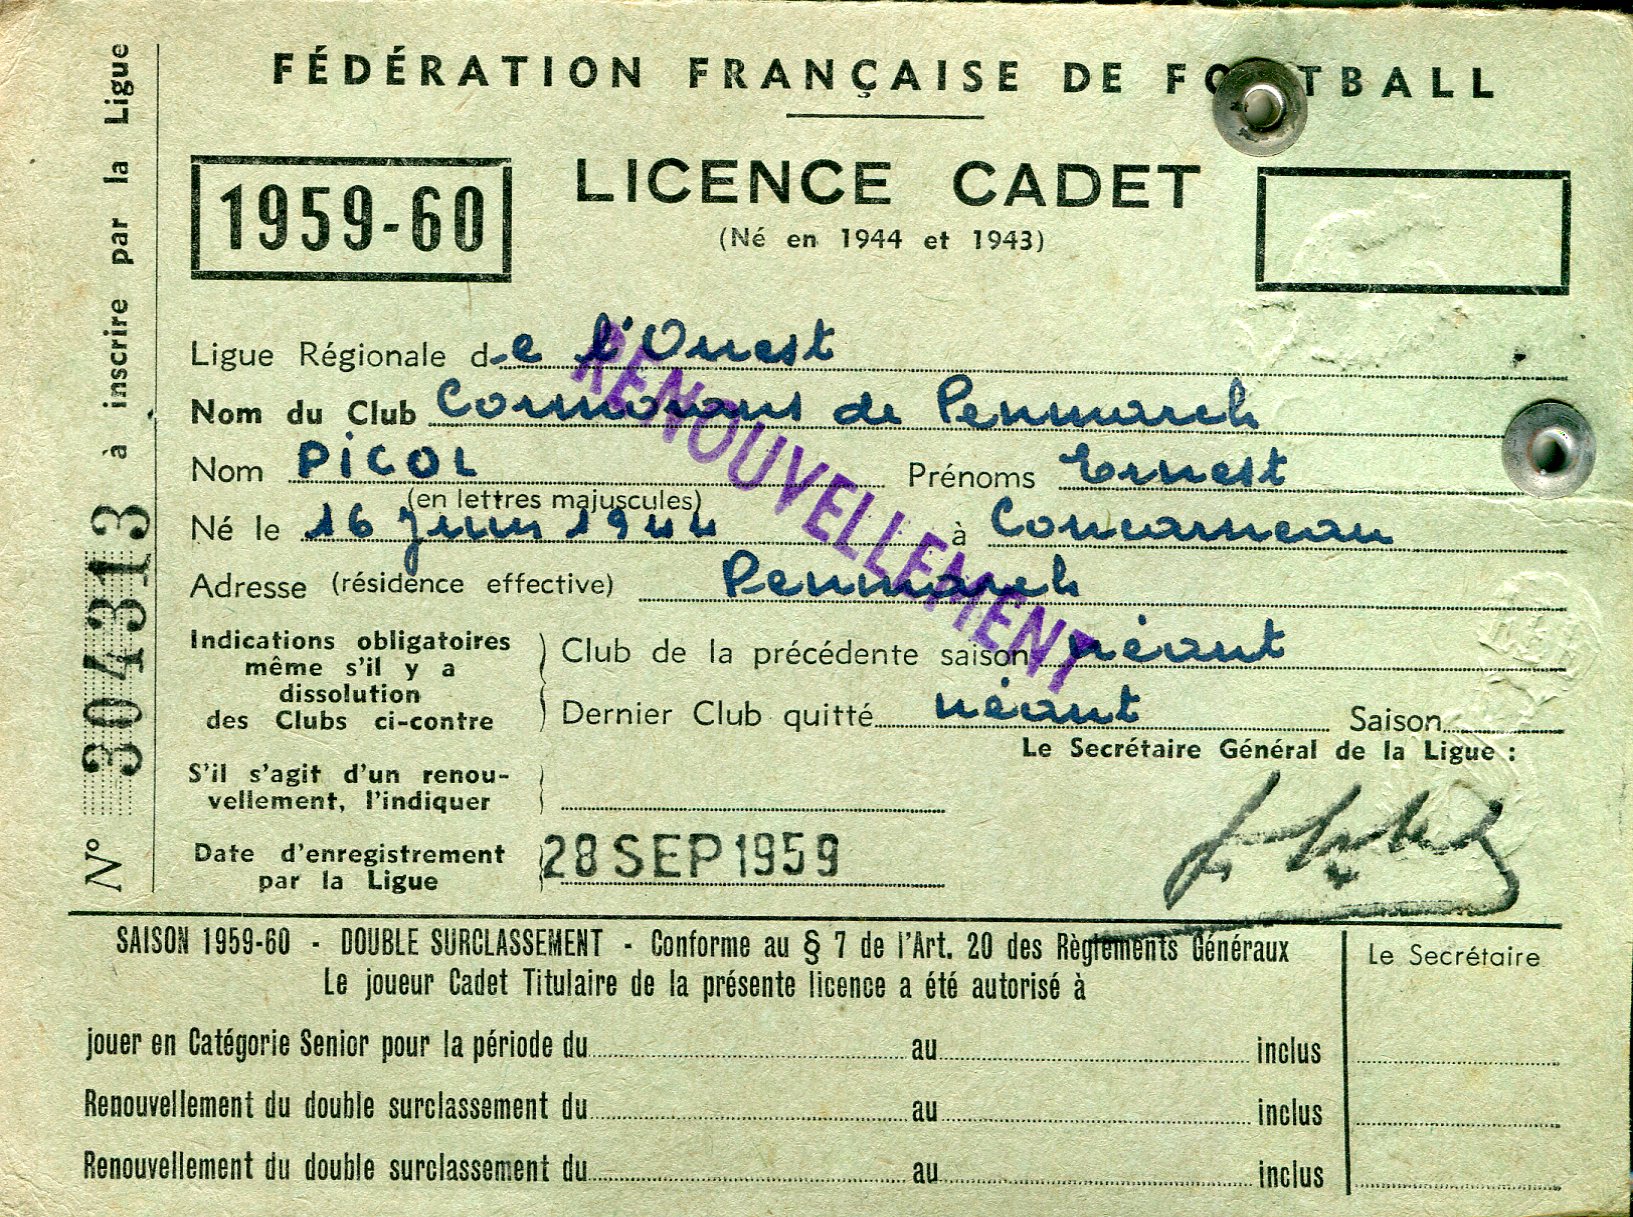 FÉDÉRATION FRANÇAISE DE FOOTBALL
1959-60
LICENCE CADET
(Né en 1944 et 1943)
à inscrire par la Ligue
N° 304313
Ligue Régionale de l'Ouest
Nom du Club Cormorans de Penmarch
Nom PICOL Prénoms Ernest
(en lettres majuscules)
Né le 16 juin 1944 à Concarneau
Adresse (résidence effective) Penmarch
RENOUVELLEMENT
Indications obligatoires
même s'il y a
dissolution
des Clubs ci-contre
Club de la précédente saison néant
Dernier Club quitté néant Saison
Le Secrétaire Général de la Ligue :
S'il s'agit d'un renou-
vellement, l'indiquer
Date d'enregistrement
par la Ligue
28 SEP 1959
SAISON 1959-60 - DOUBLE SURCLASSEMENT - Conforme au § 7 de l'Art. 20 des Règlements Généraux
Le joueur Cadet Titulaire de la présente licence a été autorisé à
Le Secrétaire
jouer en Catégorie Senior pour la période du au inclus
Renouvellement du double surclassement du au inclus
Renouvellement du double surclassement du au inclus